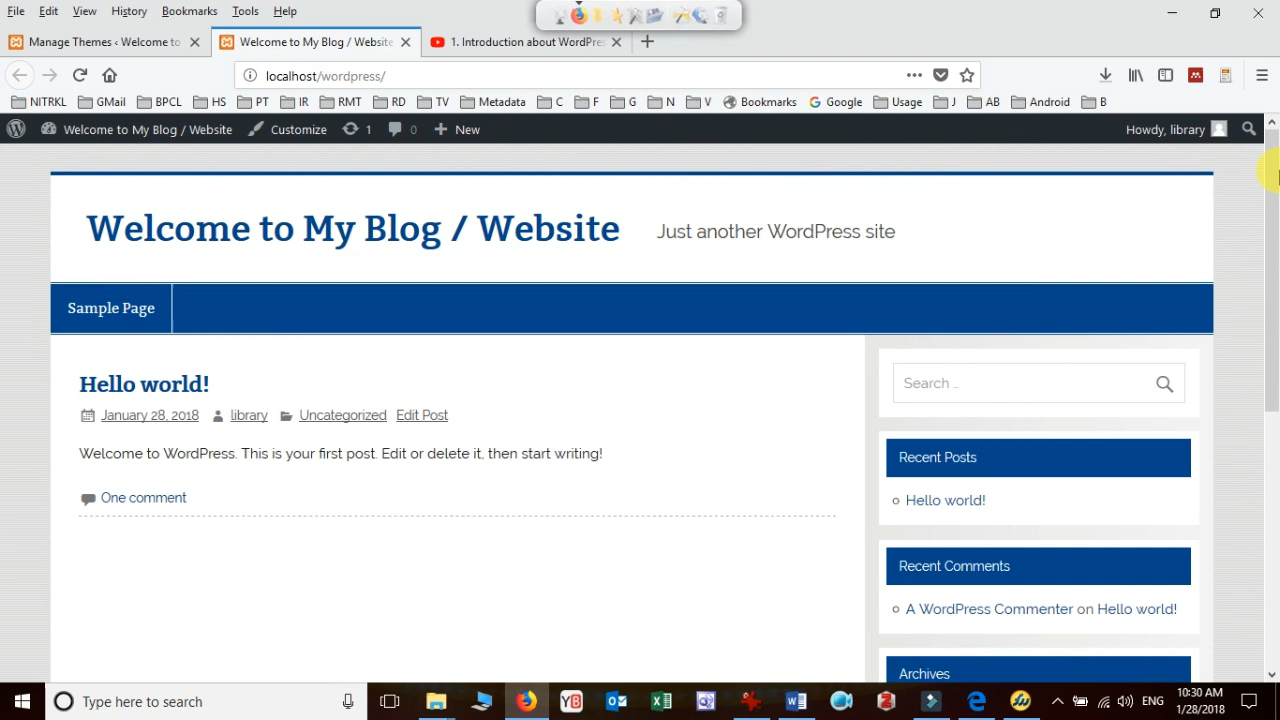 File Edit View History Bookmarks Tools Help
Manage Themes ‹ Welcome to
Welcome to My Blog / Website
1. Introduction about WordPres
localhost/wordpress/
NITRKL GMail BPCL HS PT IR RMT RD TV Metadata C F G N V Bookmarks Google Usage J AB Android B
Welcome to My Blog / Website Customize 1 0 New Howdy, library
Welcome to My Blog / Website Just another WordPress site
Sample Page
Hello world!
January 28, 2018 library Uncategorized Edit Post
Welcome to WordPress. This is your first post. Edit or delete it, then start writing!
One comment
Search …
Recent Posts
Hello world!
Recent Comments
A WordPress Commenter on Hello world!
Archives
Type here to search
ENG
10:30 AM
1/28/2018